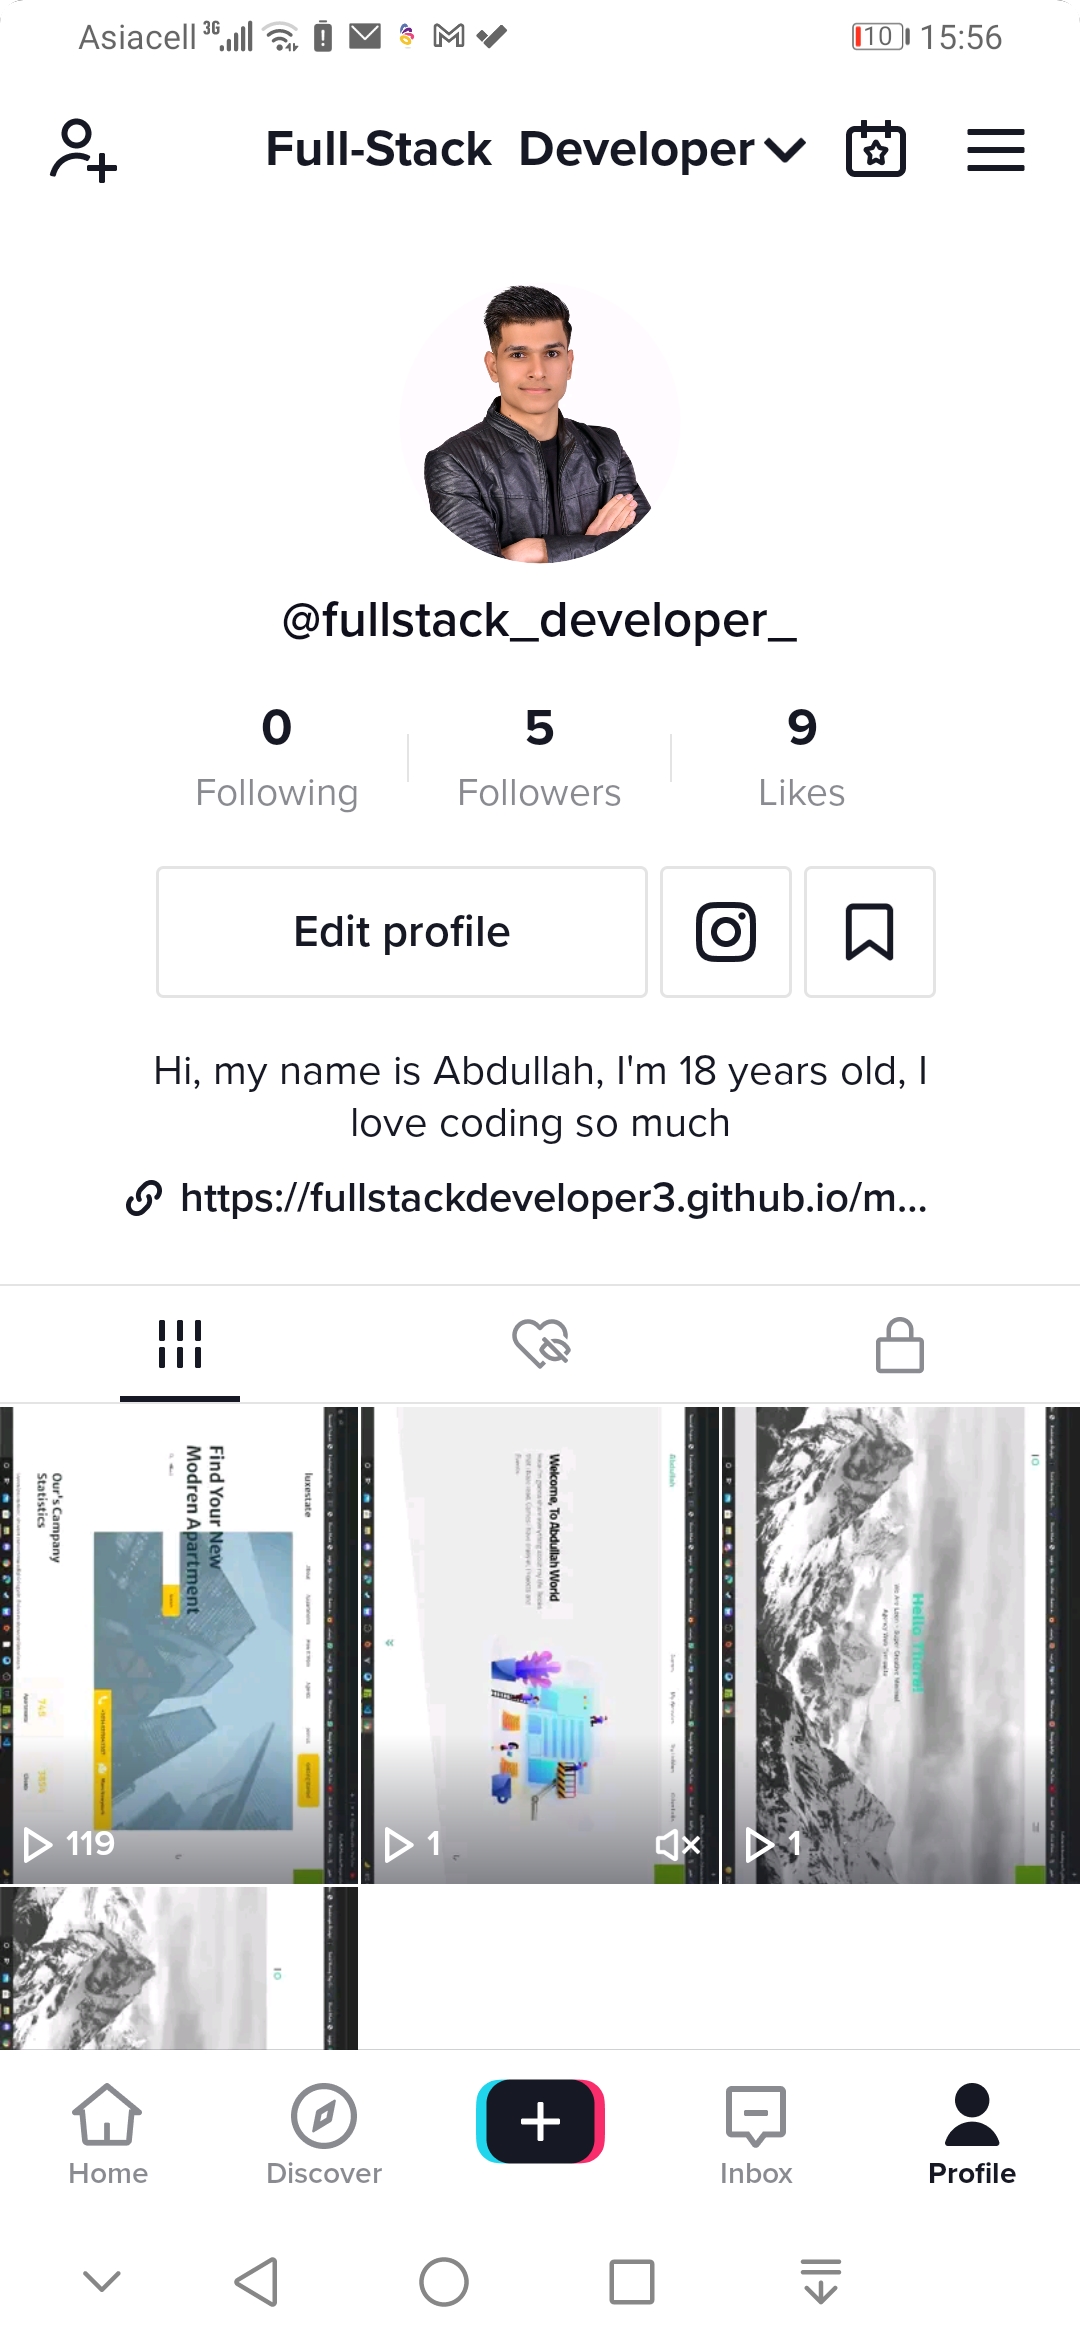 Asiacell 3G 10 15:56
Full-Stack Developer
@fullstack_developer_
0 5 9
Following Followers Likes
Edit profile
Hi, my name is Abdullah, I'm 18 years old, I
love coding so much
https://fullstackdeveloper3.github.io/m...
luxestate
Find Your New
Modren Apartment
Our's Campany
Statistics
119
Abdullah
Welcome, To Abdullah World
1
Hello There!
1
Home Discover Inbox Profile